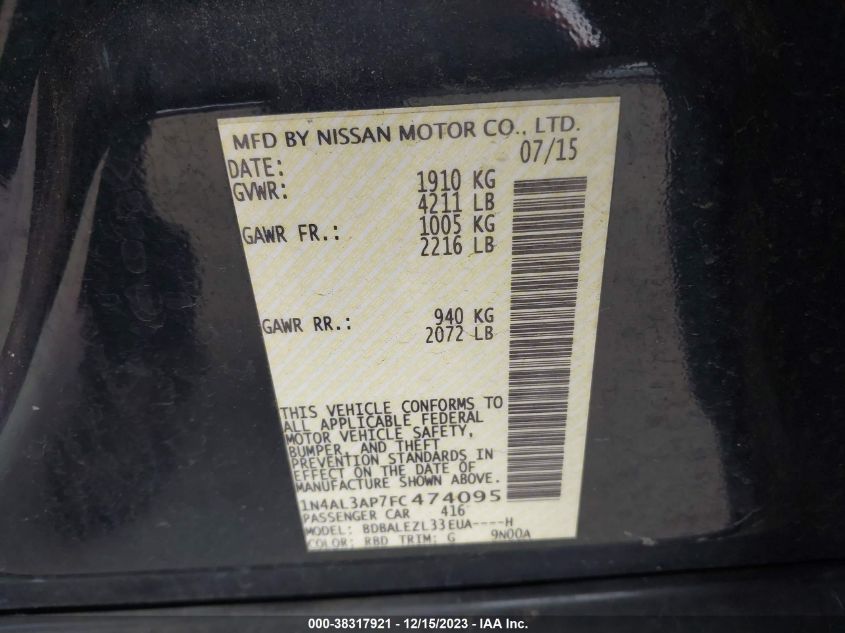 MFD BY NISSAN MOTOR CO., LTD.
DATE: 07/15
GVWR: 1910 KG
4211 LB
GAWR FR.: 1005 KG
2216 LB
GAWR RR.: 940 KG
2072 LB
THIS VEHICLE CONFORMS TO
ALL APPLICABLE FEDERAL
MOTOR VEHICLE SAFETY,
BUMPER, AND THEFT
PREVENTION STANDARDS IN
EFFECT ON THE DATE OF
MANUFACTURE SHOWN ABOVE.
1N4AL3AP7FC474095
PASSENGER CAR 416
MODEL: BDBALEZL33EUA----H
COLOR: RBD TRIM: G 9N00A
000-38317921 - 12/15/2023 - IAA Inc.